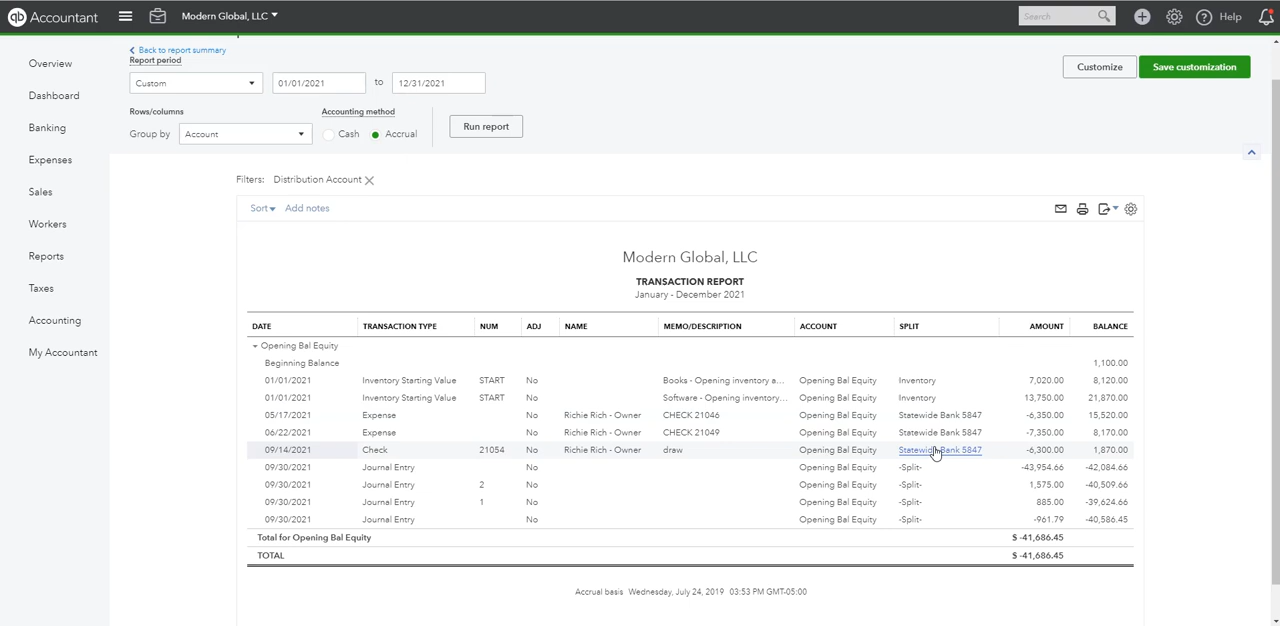 qb Accountant Modern Global, LLC Search Help
Overview
Dashboard
Banking
Expenses
Sales
Workers
Reports
Taxes
Accounting
My Accountant
Back to report summary
Report period
Custom 01/01/2021 to 12/31/2021
Customize Save customization
Rows/columns Accounting method
Group by Account Cash Accrual Run report
Filters: Distribution Account
Sort Add notes
Modern Global, LLC
TRANSACTION REPORT
January - December 2021
DATE TRANSACTION TYPE NUM ADJ NAME MEMO/DESCRIPTION ACCOUNT SPLIT AMOUNT BALANCE
Opening Bal Equity
Beginning Balance 1,100.00
01/01/2021 Inventory Starting Value START No Books - Opening inventory a... Opening Bal Equity Inventory 7,020.00 8,120.00
01/01/2021 Inventory Starting Value START No Software - Opening inventory... Opening Bal Equity Inventory 13,750.00 21,870.00
05/17/2021 Expense No Richie Rich - Owner CHECK 21046 Opening Bal Equity Statewide Bank 5847 -6,350.00 15,520.00
06/22/2021 Expense No Richie Rich - Owner CHECK 21049 Opening Bal Equity Statewide Bank 5847 -7,350.00 8,170.00
09/14/2021 Check 21054 No Richie Rich - Owner draw Opening Bal Equity Statewide Bank 5847 -6,300.00 1,870.00
09/30/2021 Journal Entry No Opening Bal Equity -Split- -43,954.66 -42,084.66
09/30/2021 Journal Entry 2 No Opening Bal Equity -Split- 1,575.00 -40,509.66
09/30/2021 Journal Entry 1 No Opening Bal Equity -Split- 885.00 -39,624.66
09/30/2021 Journal Entry No Opening Bal Equity -Split- -961.79 -40,586.45
Total for Opening Bal Equity $ -41,686.45
TOTAL $ -41,686.45
Accrual basis Wednesday, July 24, 2019 03:53 PM GMT-05:00